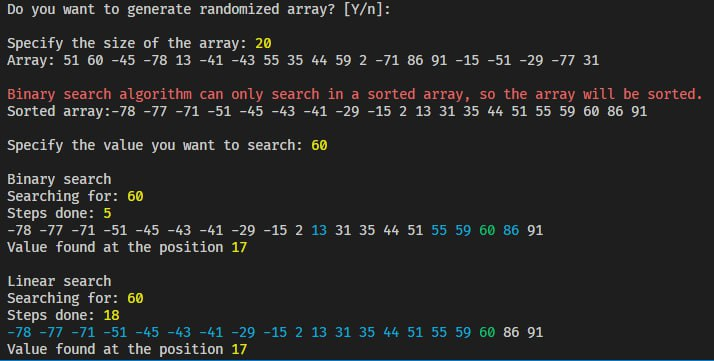 Do you want to generate randomized array? [Y/n]:
Specify the size of the array: 20
Array: 51 60 -45 -78 13 -41 -43 55 35 44 59 2 -71 86 91 -15 -51 -29 -77 31
Binary search algorithm can only search in a sorted array, so the array will be sorted.
Sorted array:-78 -77 -71 -51 -45 -43 -41 -29 -15 2 13 31 35 44 51 55 59 60 86 91
Specify the value you want to search: 60
Binary search
Searching for: 60
Steps done: 5
-78 -77 -71 -51 -45 -43 -41 -29 -15 2 13 31 35 44 51 55 59 60 86 91
Value found at the position 17
Linear search
Searching for: 60
Steps done: 18
-78 -77 -71 -51 -45 -43 -41 -29 -15 2 13 31 35 44 51 55 59 60 86 91
Value found at the position 17